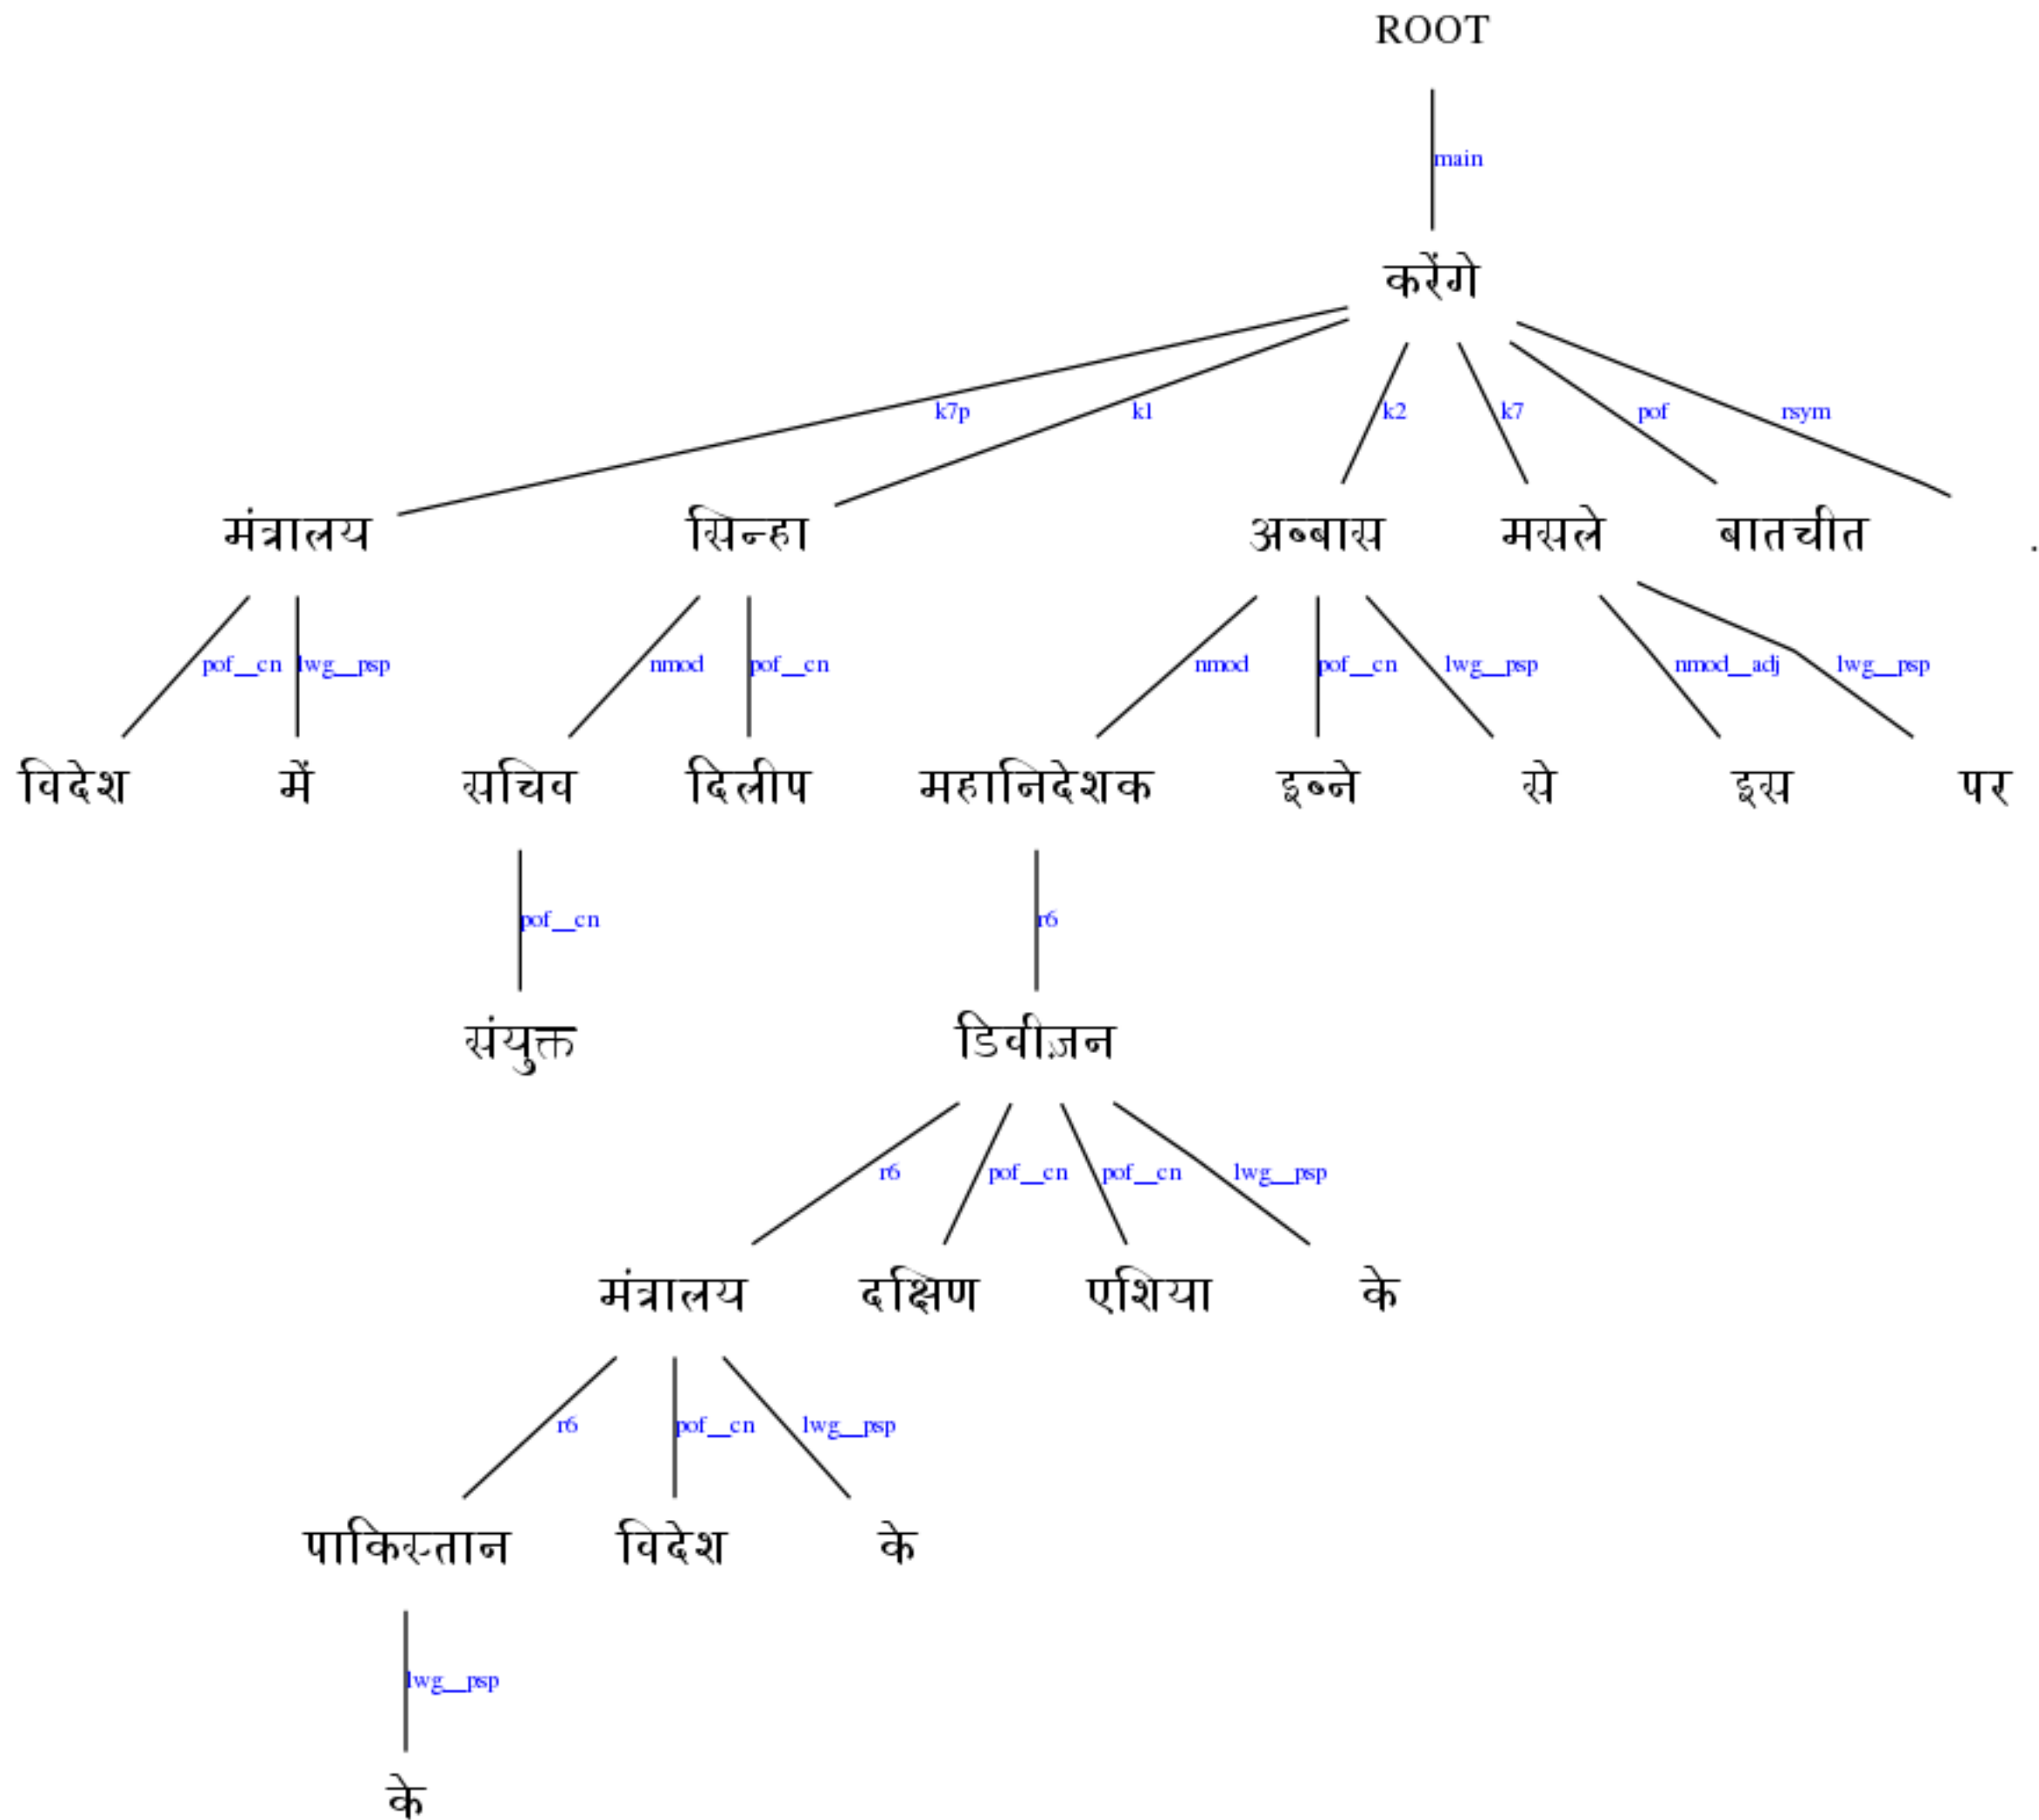 ROOT
main
करेंगे
k7p k1 k2 k7 pof rsym
मंत्रालय सिन्हा अब्बास मसले बातचीत .
pof__cn lwg__psp nmod pof__cn nmod pof__cn lwg__psp nmod__adj lwg__psp
विदेश में सचिव दिलीप महानिदेशक इब्ने से इस पर
pof__cn r6
संयुक्त डिवीज़न
r6 pof__cn pof__cn lwg__psp
मंत्रालय दक्षिण एशिया के
r6 pof__cn lwg__psp
पाकिस्तान विदेश के
lwg__psp
के